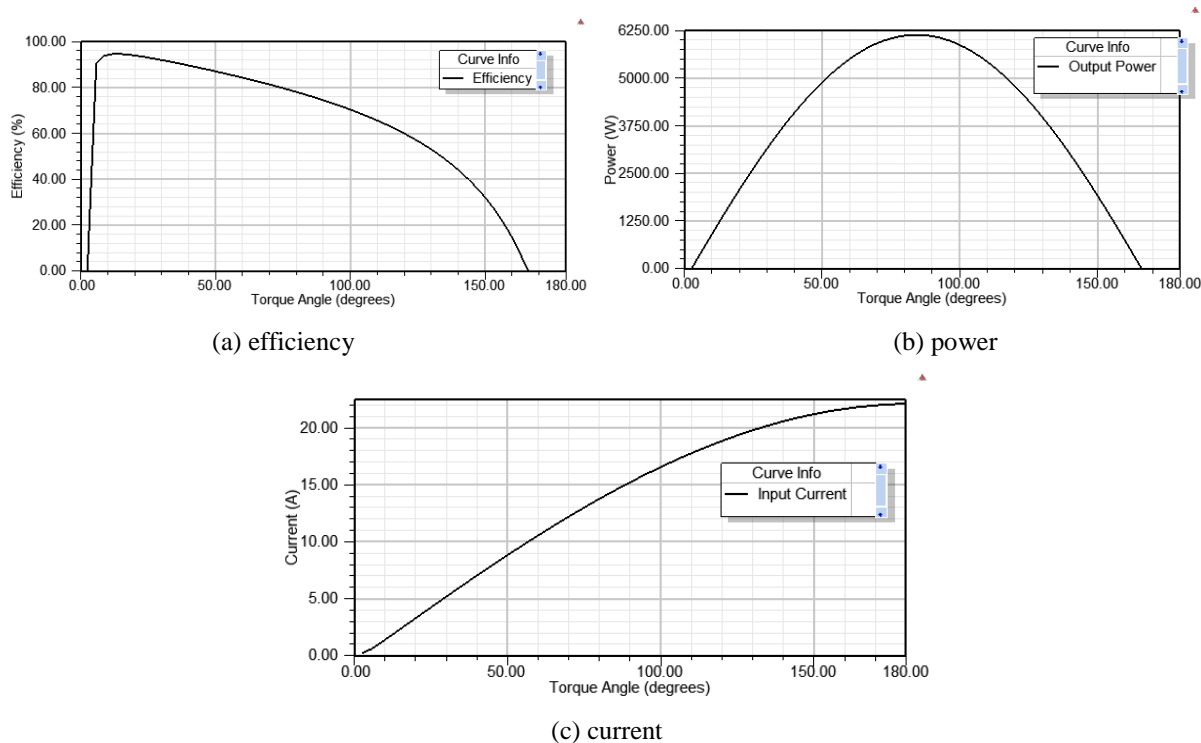 100.00
80.00
60.00
40.00
20.00
0.00
Efficiency (%)
0.00 50.00 100.00 150.00 180.00
Torque Angle (degrees)
Curve Info
Efficiency
(a) efficiency
6250.00
5000.00
3750.00
2500.00
1250.00
0.00
Power (W)
0.00 50.00 100.00 150.00 180.00
Torque Angle (degrees)
Curve Info
Output Power
(b) power
20.00
15.00
10.00
5.00
0.00
Current (A)
0.00 50.00 100.00 150.00 180.00
Torque Angle (degrees)
Curve Info
Input Current
(c) current